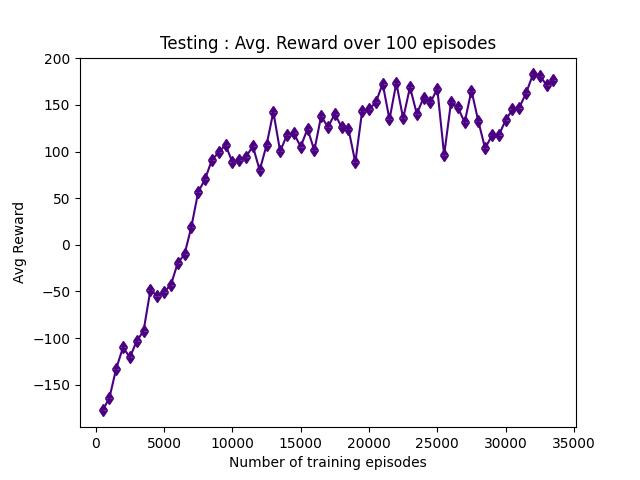 Testing : Avg. Reward over 100 episodes
200
150
100
50
0
−50
−100
−150
Avg Reward
0 5000 10000 15000 20000 25000 30000 35000
Number of training episodes